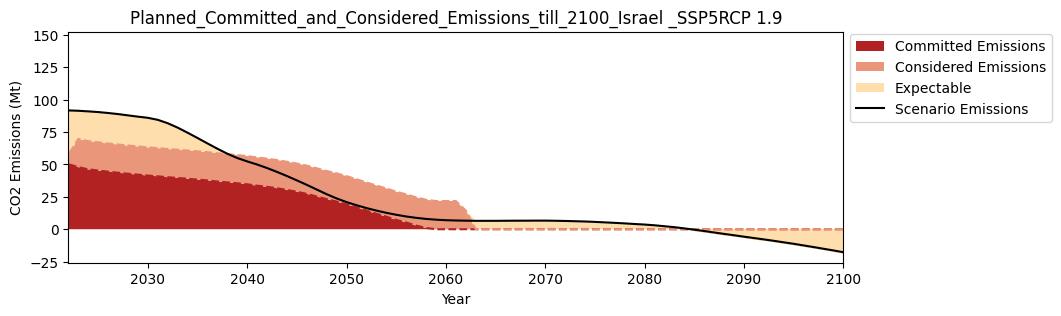 Planned_Committed_and_Considered_Emissions_till_2100_Israel _SSP5RCP 1.9
150
125
100
75
50
25
0
−25
CO2 Emissions (Mt)
2030
2040
2050
2060
2070
2080
2090
2100
Year
Committed Emissions
Considered Emissions
Expectable
Scenario Emissions